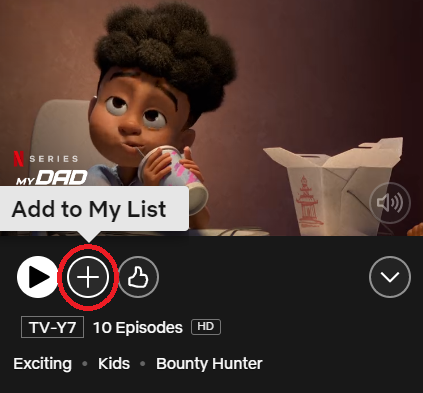 N SERIES
MY DAD
Add to My List
TV-Y7 10 Episodes HD
Exciting • Kids • Bounty Hunter